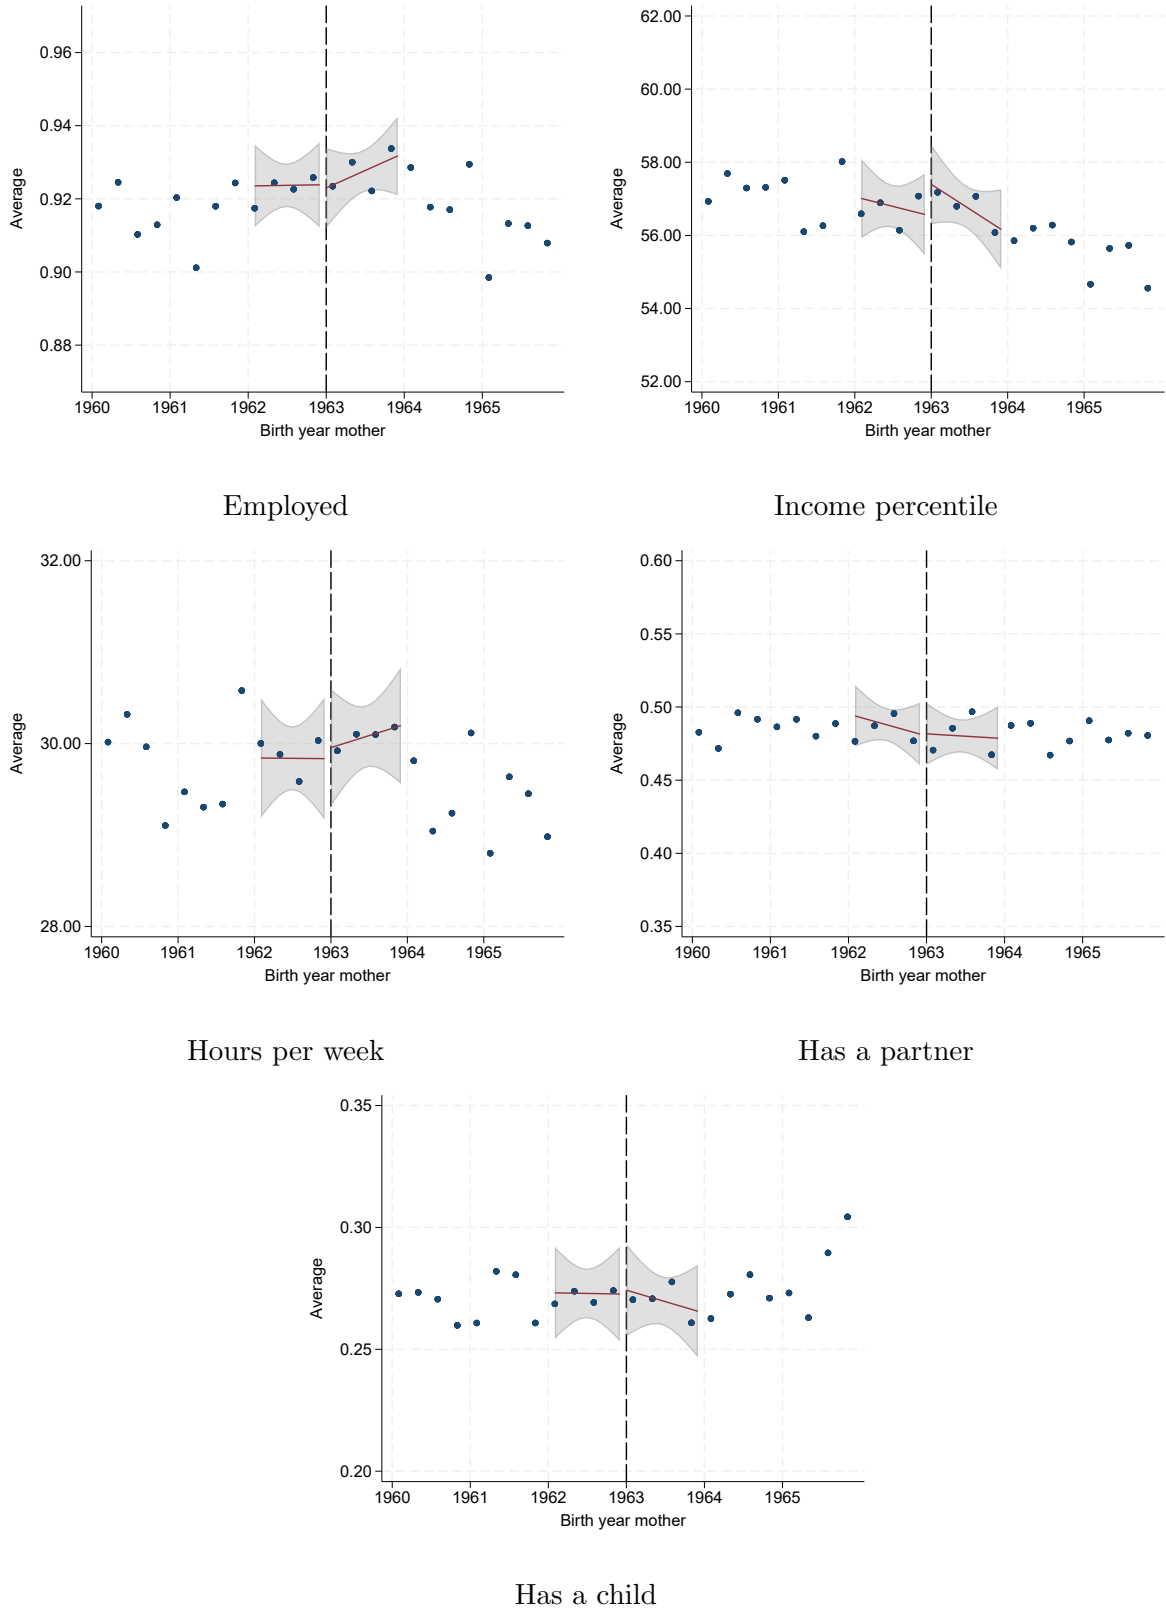 Average
0.96
0.94
0.92
0.90
0.88
1960 1961 1962 1963 1964 1965
Birth year mother
Employed
Average
62.00
60.00
58.00
56.00
54.00
52.00
1960 1961 1962 1963 1964 1965
Birth year mother
Income percentile
Average
32.00
30.00
28.00
1960 1961 1962 1963 1964 1965
Birth year mother
Hours per week
Average
0.60
0.55
0.50
0.45
0.40
0.35
1960 1961 1962 1963 1964 1965
Birth year mother
Has a partner
Average
0.35
0.30
0.25
0.20
1960 1961 1962 1963 1964 1965
Birth year mother
Has a child